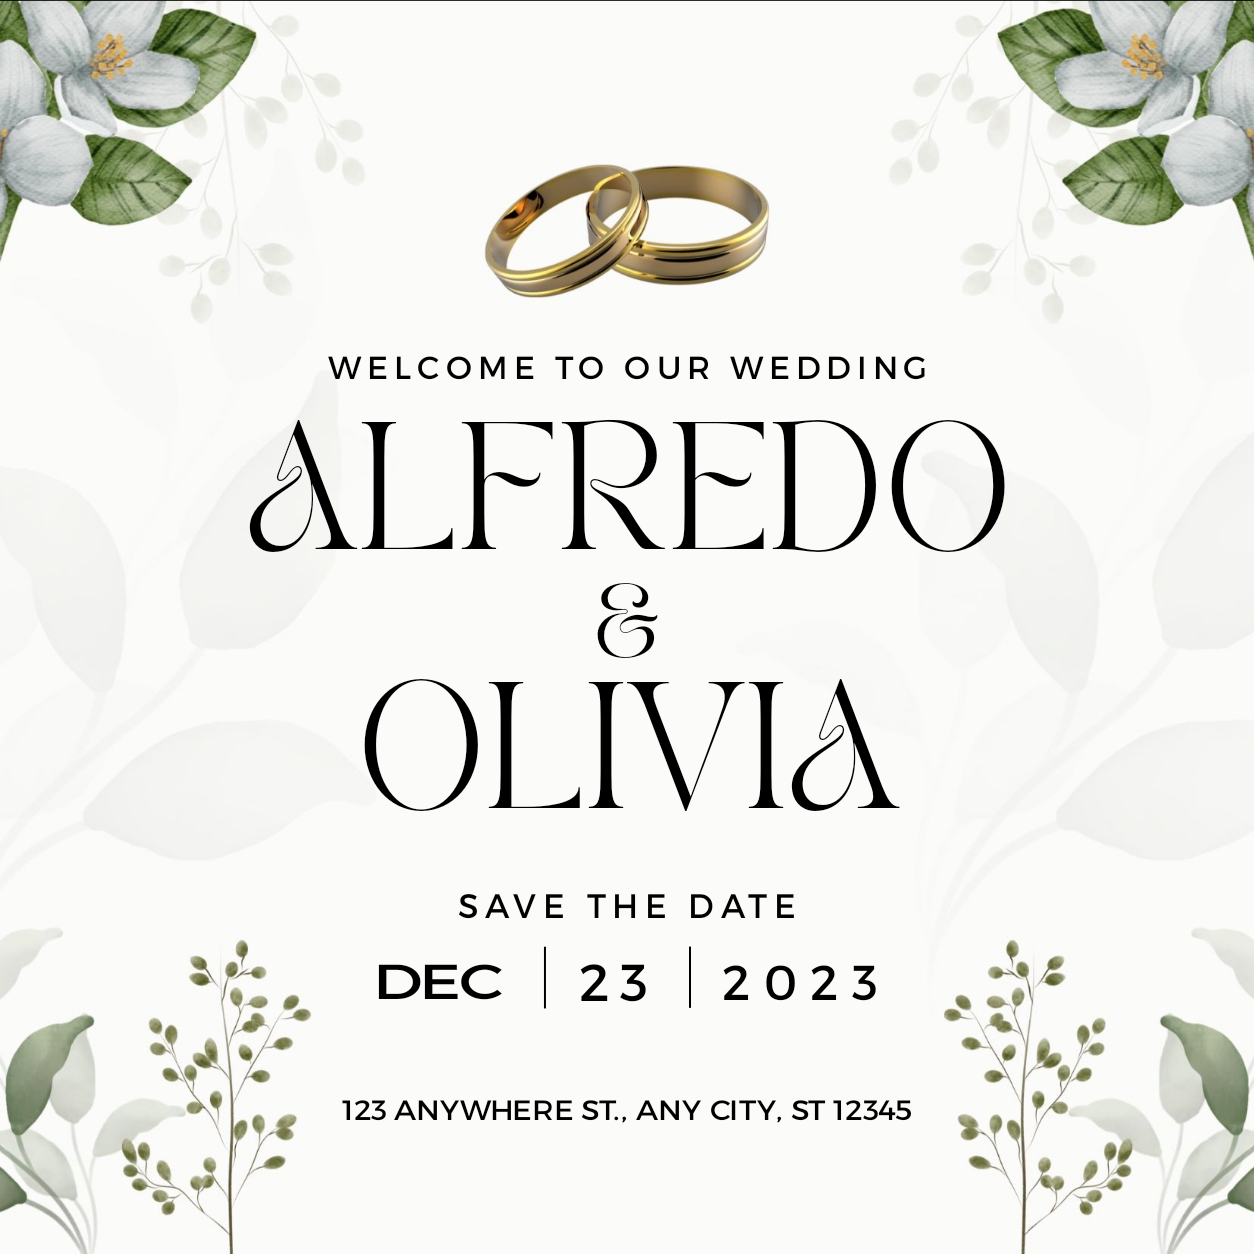 WELCOME TO OUR WEDDING
ALFREDO
&
OLIVIA
SAVE THE DATE
DEC 23 2023
123 ANYWHERE ST., ANY CITY, ST 12345